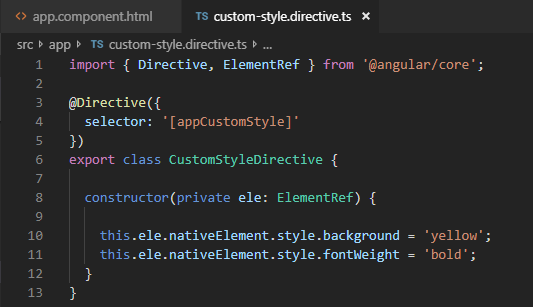 <> app.component.html TS custom-style.directive.ts ×
src > app > TS custom-style.directive.ts > ...
1 import { Directive, ElementRef } from '@angular/core';
2
3 @Directive({
4   selector: '[appCustomStyle]'
5 })
6 export class CustomStyleDirective {
7
8   constructor(private ele: ElementRef) {
9
10     this.ele.nativeElement.style.background = 'yellow';
11     this.ele.nativeElement.style.fontWeight = 'bold';
12   }
13 }